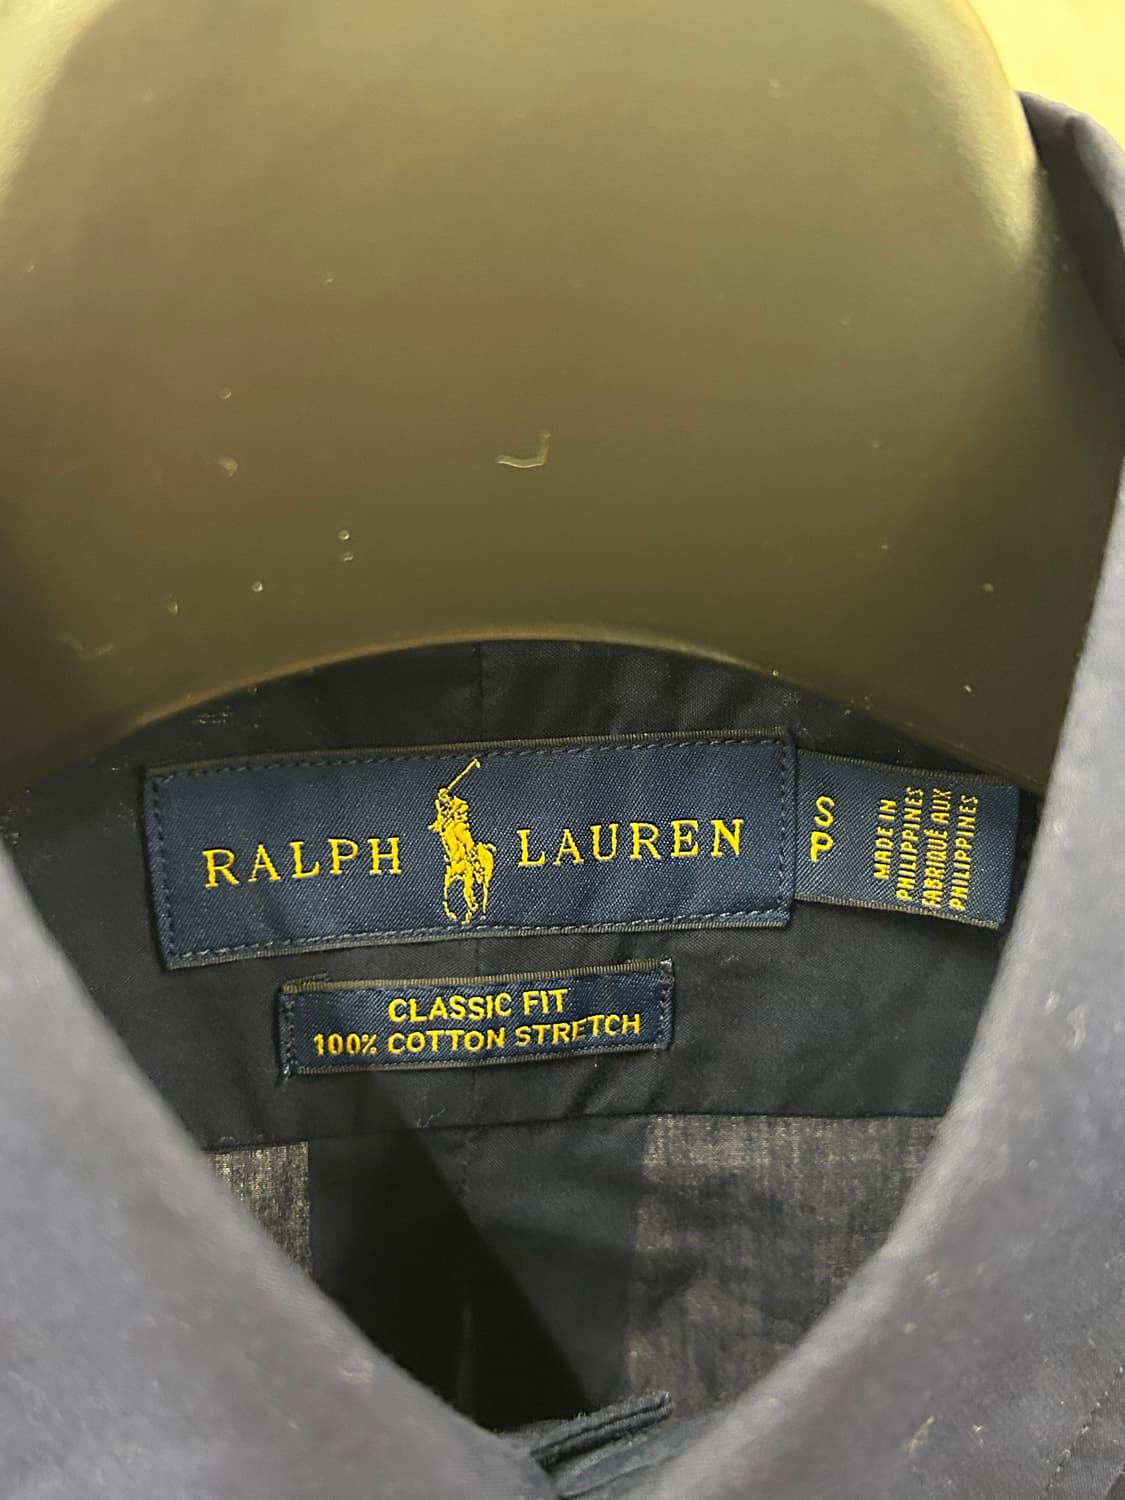 RALPH LAUREN
S
P
MADE IN
PHILIPPINES
FABRIQUÉ AUX
PHILIPPINES
CLASSIC FIT
100% COTTON STRETCH